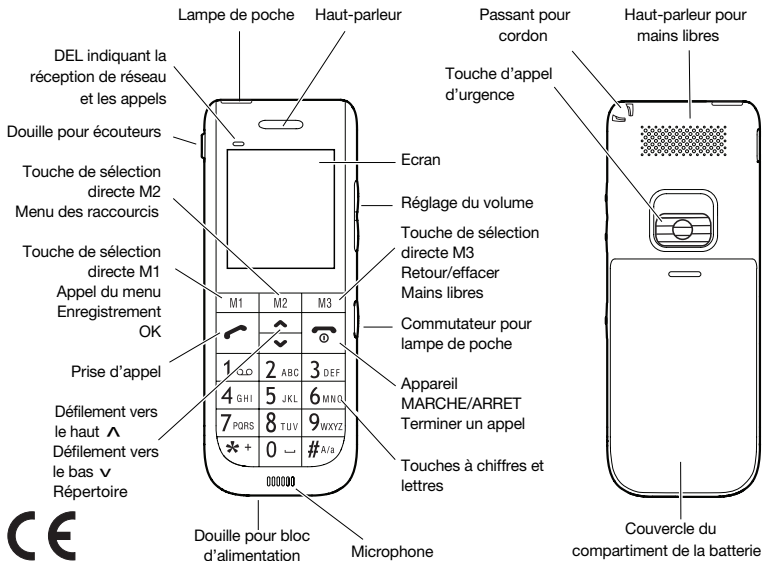 Lampe de poche
Haut-parleur
Passant pour
cordon
Haut-parleur pour
mains libres
DEL indiquant la
réception de réseau
et les appels
Touche d'appel
d'urgence
Douille pour écouteurs
Ecran
Touche de sélection
directe M2
Menu des raccourcis
Réglage du volume
Touche de sélection
directe M3
Retour/effacer
Mains libres
Touche de sélection
directe M1
Appel du menu
Enregistrement
OK
M1 M2 M3
Commutateur pour
lampe de poche
Prise d'appel
1 2 ABC 3 DEF
4 GHI 5 JKL 6 MNO
7 PQRS 8 TUV 9 WXYZ
* + 0 # A/a
Appareil
MARCHE/ARRET
Terminer un appel
Défilement vers
le haut
Défilement vers
le bas
Répertoire
Touches à chiffres et
lettres
CE
Douille pour bloc
d'alimentation
Microphone
Couvercle du
compartiment de la batterie